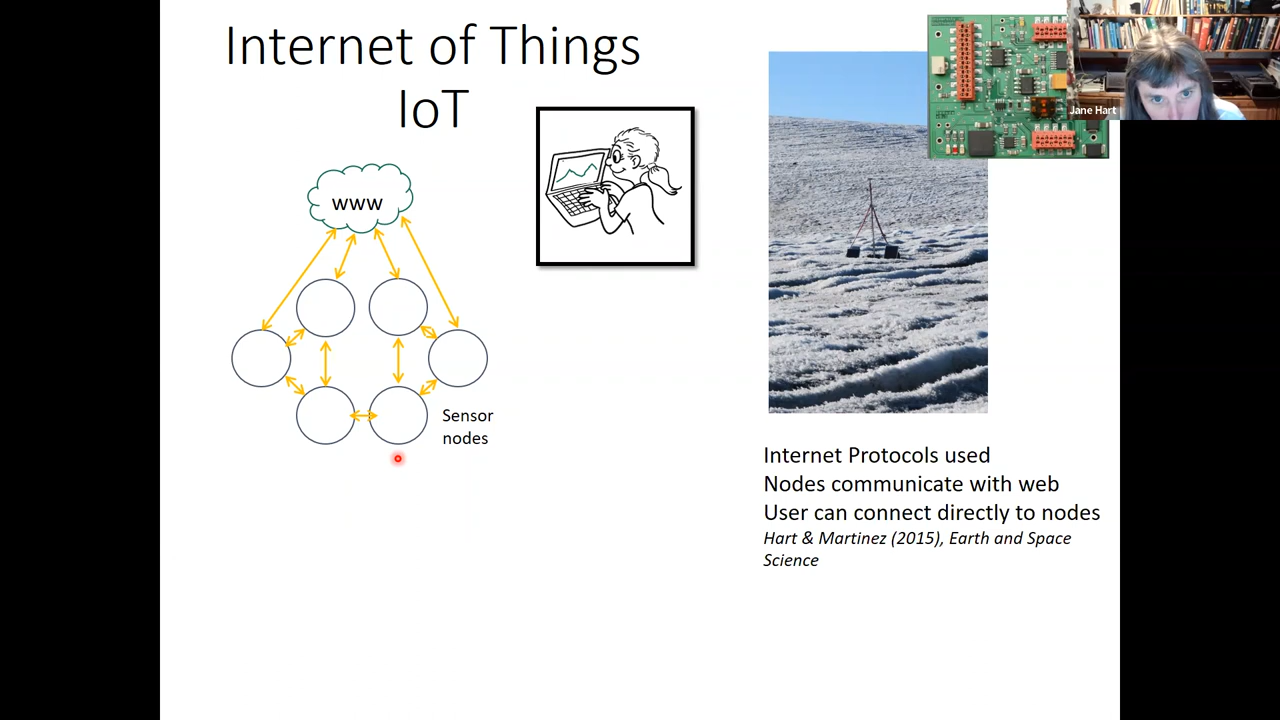 Internet of Things
IoT
www
Sensor
nodes
Jane Hart
Internet Protocols used
Nodes communicate with web
User can connect directly to nodes
Hart & Martinez (2015), Earth and Space
Science